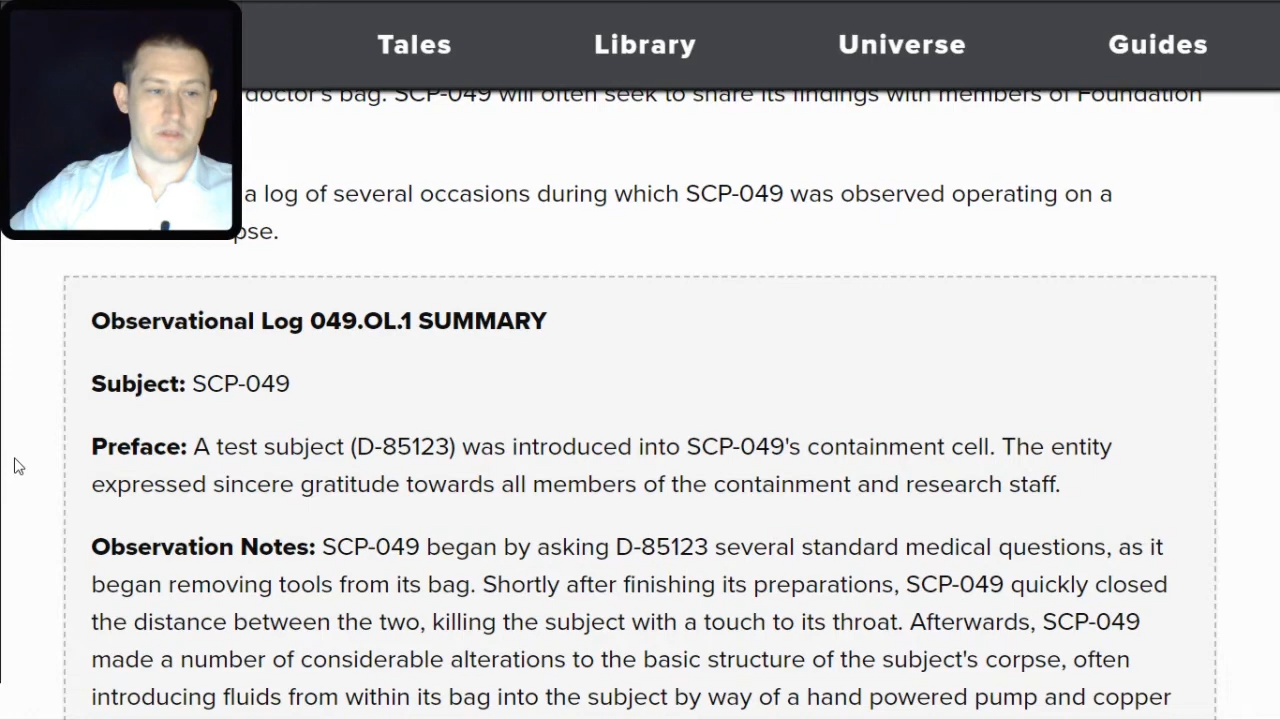 Tales Library Universe Guides
doctor's bag. SCP-049 will often seek to share its findings with members of Foundation
a log of several occasions during which SCP-049 was observed operating on a
pse.
Observational Log 049.OL.1 SUMMARY
Subject: SCP-049
Preface: A test subject (D-85123) was introduced into SCP-049's containment cell. The entity
expressed sincere gratitude towards all members of the containment and research staff.
Observation Notes: SCP-049 began by asking D-85123 several standard medical questions, as it
began removing tools from its bag. Shortly after finishing its preparations, SCP-049 quickly closed
the distance between the two, killing the subject with a touch to its throat. Afterwards, SCP-049
made a number of considerable alterations to the basic structure of the subject's corpse, often
introducing fluids from within its bag into the subject by way of a hand powered pump and copper